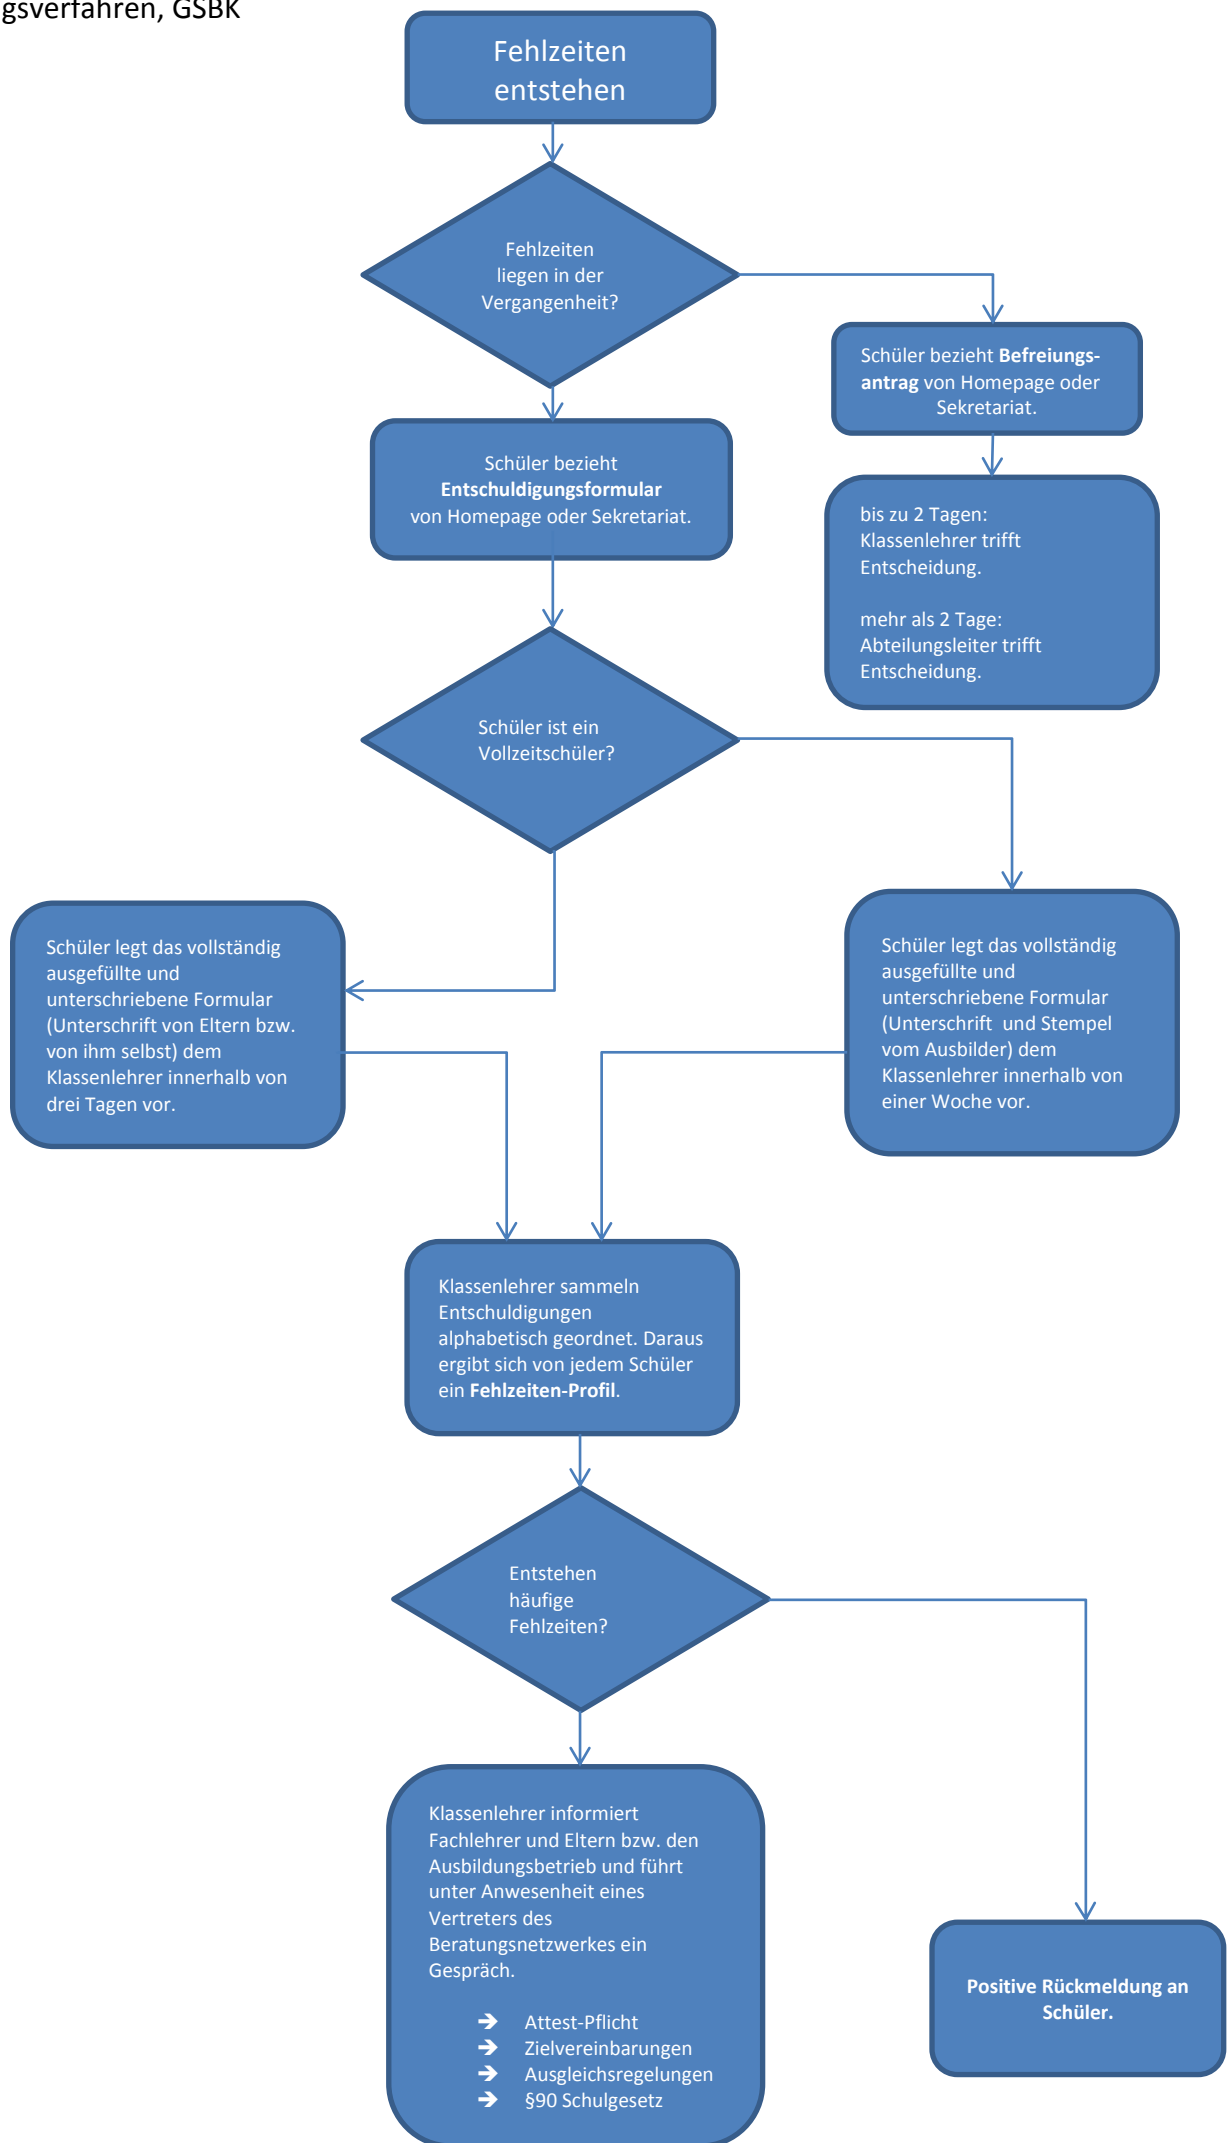 gsverfahren, GSBK
Fehlzeiten
entstehen
Fehlzeiten
liegen in der
Vergangenheit?
Schüler bezieht Befreiungs-
antrag von Homepage oder
Sekretariat.
Schüler bezieht
Entschuldigungsformular
von Homepage oder Sekretariat.
bis zu 2 Tagen:
Klassenlehrer trifft
Entscheidung.
mehr als 2 Tage:
Abteilungsleiter trifft
Entscheidung.
Schüler ist ein
Vollzeitschüler?
Schüler legt das vollständig
ausgefüllte und
unterschriebene Formular
(Unterschrift von Eltern bzw.
von ihm selbst) dem
Klassenlehrer innerhalb von
drei Tagen vor.
Schüler legt das vollständig
ausgefüllte und
unterschriebene Formular
(Unterschrift und Stempel
vom Ausbilder) dem
Klassenlehrer innerhalb von
einer Woche vor.
Klassenlehrer sammeln
Entschuldigungen
alphabetisch geordnet. Daraus
ergibt sich von jedem Schüler
ein Fehlzeiten-Profil.
Entstehen
häufige
Fehlzeiten?
Klassenlehrer informiert
Fachlehrer und Eltern bzw. den
Ausbildungsbetrieb und führt
unter Anwesenheit eines
Vertreters des
Beratungsnetzwerkes ein
Gespräch.
➔ Attest-Pflicht
➔ Zielvereinbarungen
➔ Ausgleichsregelungen
➔ §90 Schulgesetz
Positive Rückmeldung an
Schüler.